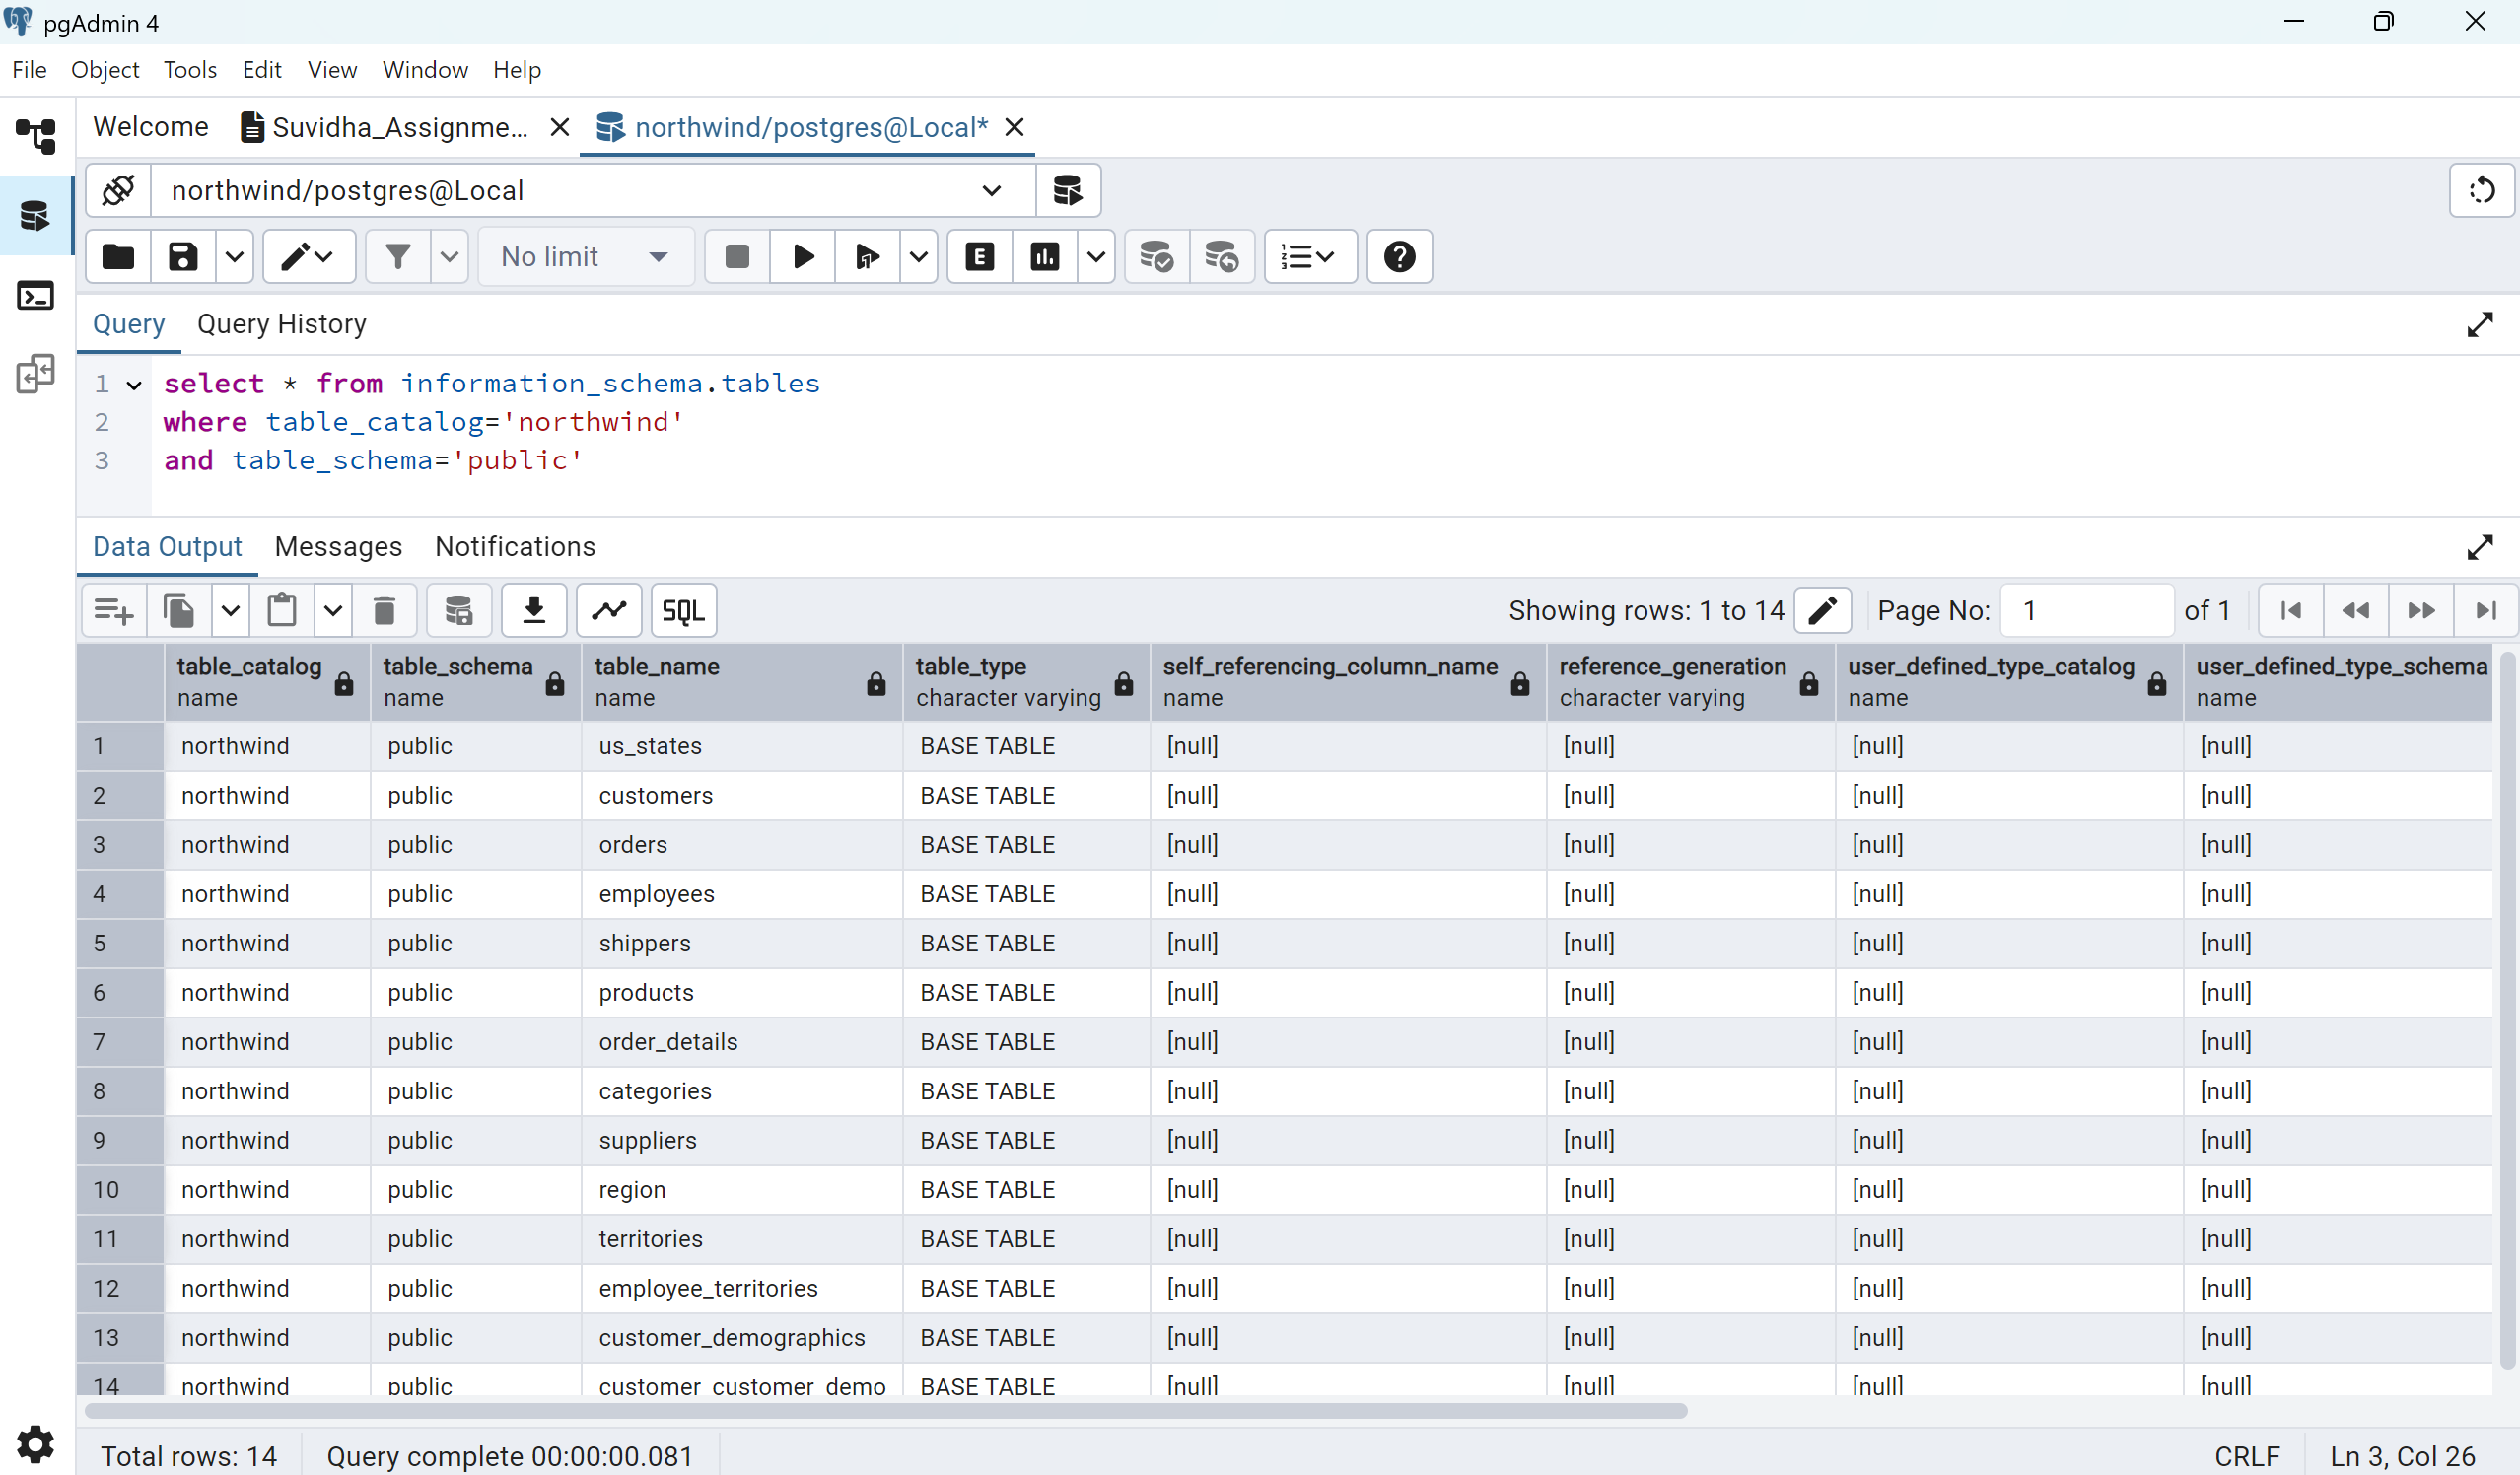 pgAdmin 4
File Object Tools Edit View Window Help
Welcome Suvidha_Assignme... northwind/postgres@Local*
northwind/postgres@Local
No limit E
Query Query History
1 select * from information_schema.tables
2 where table_catalog='northwind'
3 and table_schema='public'
Data Output Messages Notifications
SQL Showing rows: 1 to 14 Page No: 1 of 1
table_catalog table_schema table_name table_type self_referencing_column_name reference_generation user_defined_type_catalog user_defined_type_schema
name name name character varying name character varying name name
1 northwind public us_states BASE TABLE [null] [null] [null] [null]
2 northwind public customers BASE TABLE [null] [null] [null] [null]
3 northwind public orders BASE TABLE [null] [null] [null] [null]
4 northwind public employees BASE TABLE [null] [null] [null] [null]
5 northwind public shippers BASE TABLE [null] [null] [null] [null]
6 northwind public products BASE TABLE [null] [null] [null] [null]
7 northwind public order_details BASE TABLE [null] [null] [null] [null]
8 northwind public categories BASE TABLE [null] [null] [null] [null]
9 northwind public suppliers BASE TABLE [null] [null] [null] [null]
10 northwind public region BASE TABLE [null] [null] [null] [null]
11 northwind public territories BASE TABLE [null] [null] [null] [null]
12 northwind public employee_territories BASE TABLE [null] [null] [null] [null]
13 northwind public customer_demographics BASE TABLE [null] [null] [null] [null]
14 northwind public customer_customer_demo BASE TABLE [null] [null] [null] [null]
Total rows: 14 Query complete 00:00:00.081 CRLF Ln 3, Col 26